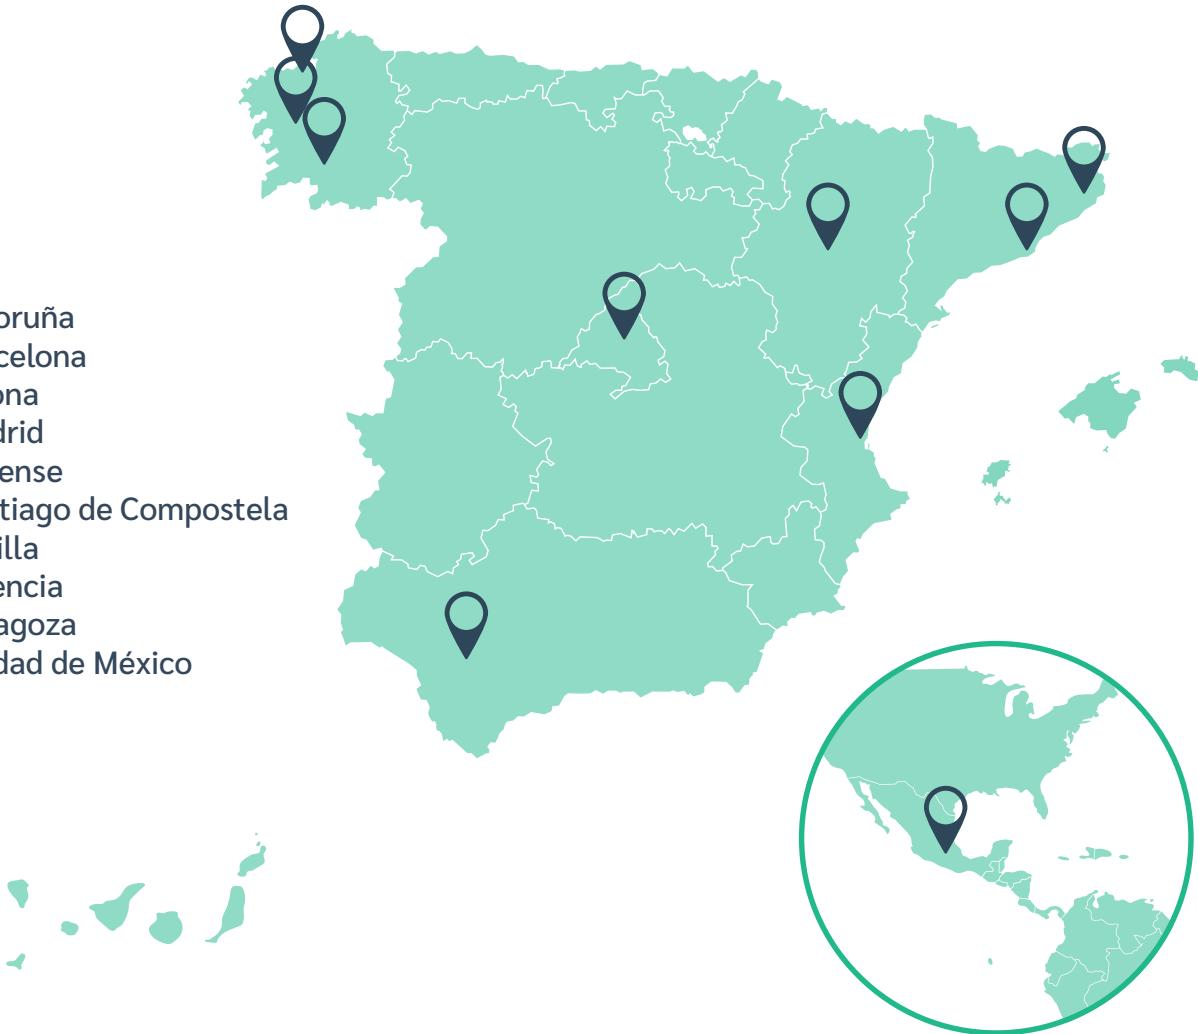 oruña
celona
ona
drid
ense
tiago de Compostela
illa
encia
agoza
dad de México